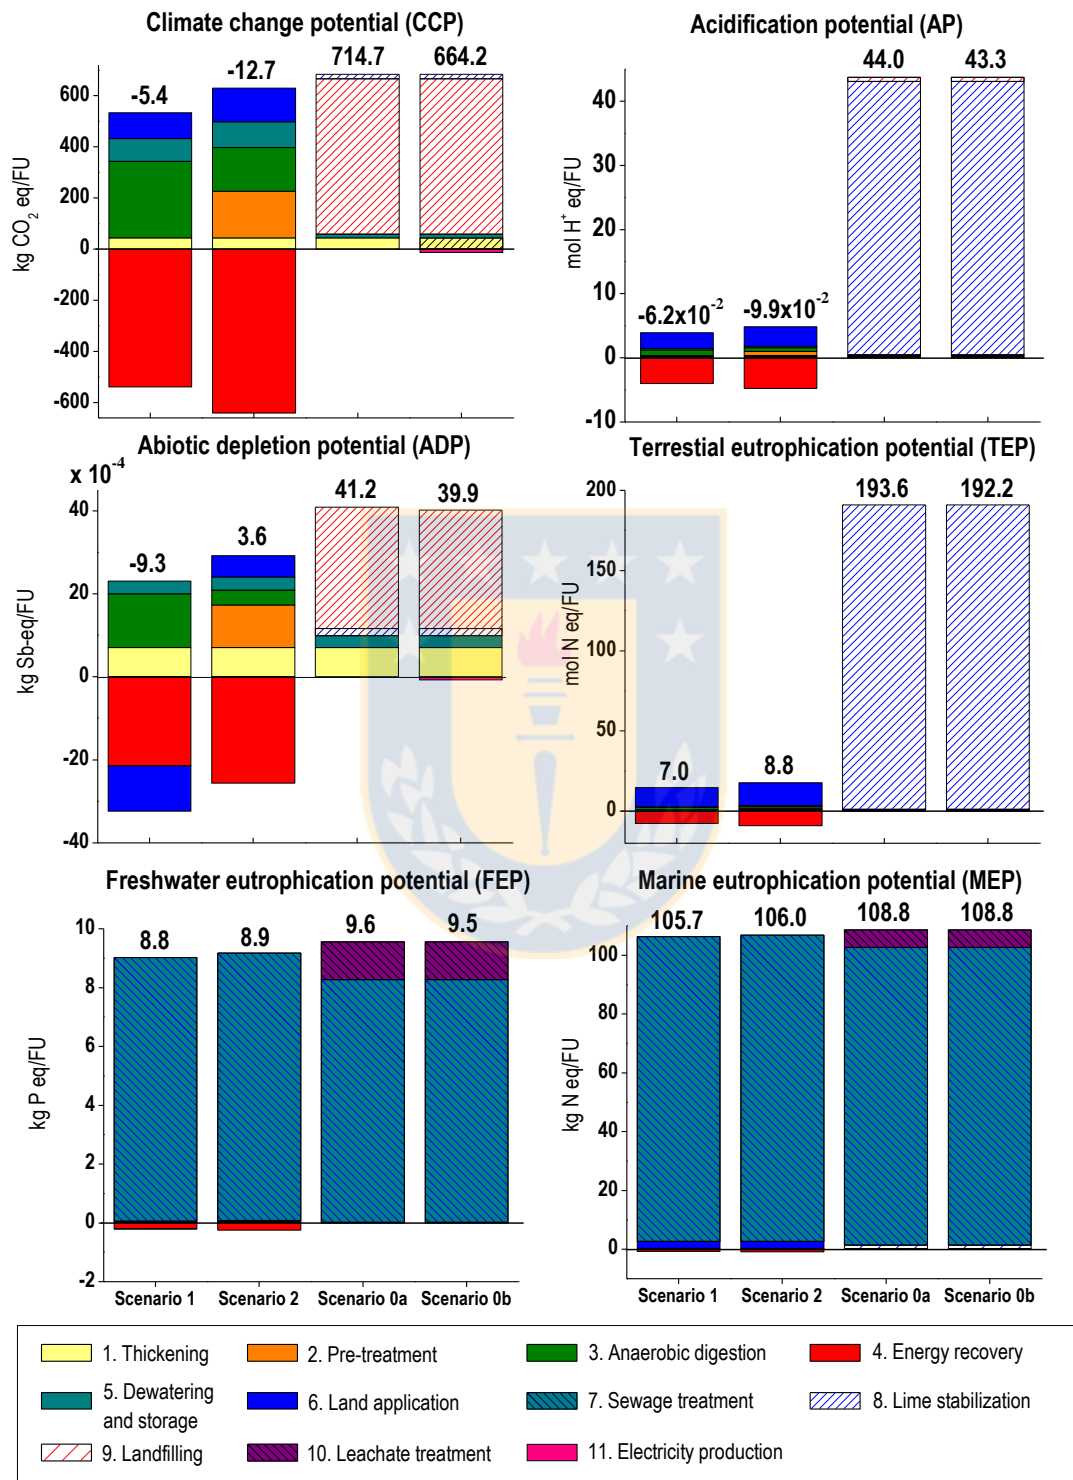 Climate change potential (CCP)
-5.4
-12.7
714.7
664.2
600
400
200
0
-200
-400
-600
kg CO2 eq/FU
Acidification potential (AP)
-6.2x10-2
-9.9x10-2
44.0
43.3
40
30
20
10
0
-10
mol H+ eq/FU
Abiotic depletion potential (ADP)
x 10-4
-9.3
3.6
41.2
39.9
40
20
0
-20
-40
kg Sb-eq/FU
Terrestial eutrophication potential (TEP)
7.0
8.8
193.6
192.2
200
150
100
50
0
mol N eq/FU
Freshwater eutrophication potential (FEP)
8.8
8.9
9.6
9.5
10
8
6
4
2
0
-2
kg P eq/FU
Scenario 1
Scenario 2
Scenario 0a
Scenario 0b
Marine eutrophication potential (MEP)
105.7
106.0
108.8
108.8
100
80
60
40
20
0
kg N eq/FU
Scenario 1
Scenario 2
Scenario 0a
Scenario 0b
1. Thickening
2. Pre-treatment
3. Anaerobic digestion
4. Energy recovery
5. Dewatering
and storage
6. Land application
7. Sewage treatment
8. Lime stabilization
9. Landfilling
10. Leachate treatment
11. Electricity production